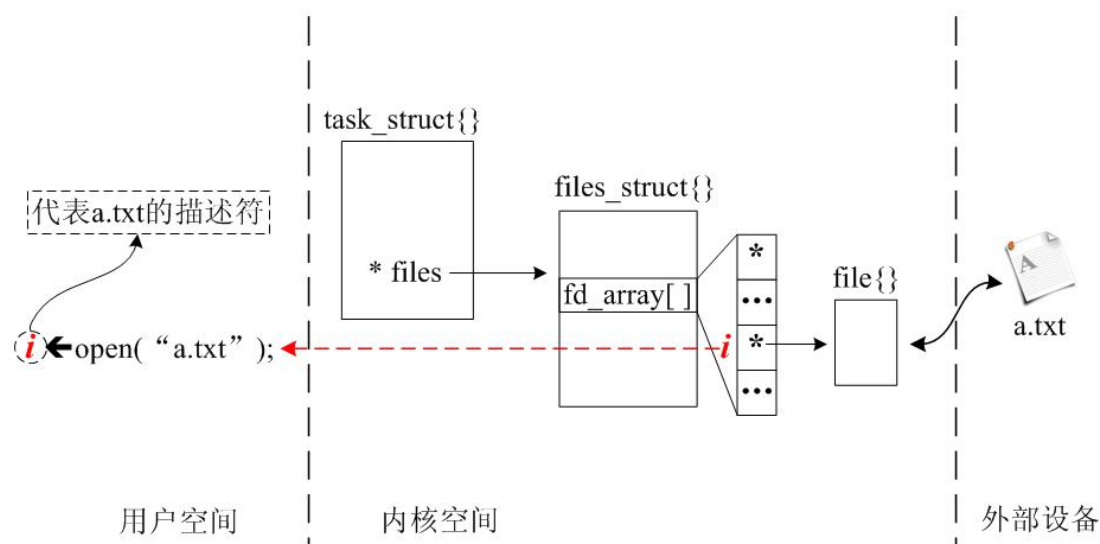 task_struct{}
files_struct{}
代表a.txt的描述符
* files
*
fd_array[ ]
•••
file{}
A
a.txt
i
open( “a.txt” );
i
*
•••
用户空间
内核空间
外部设备